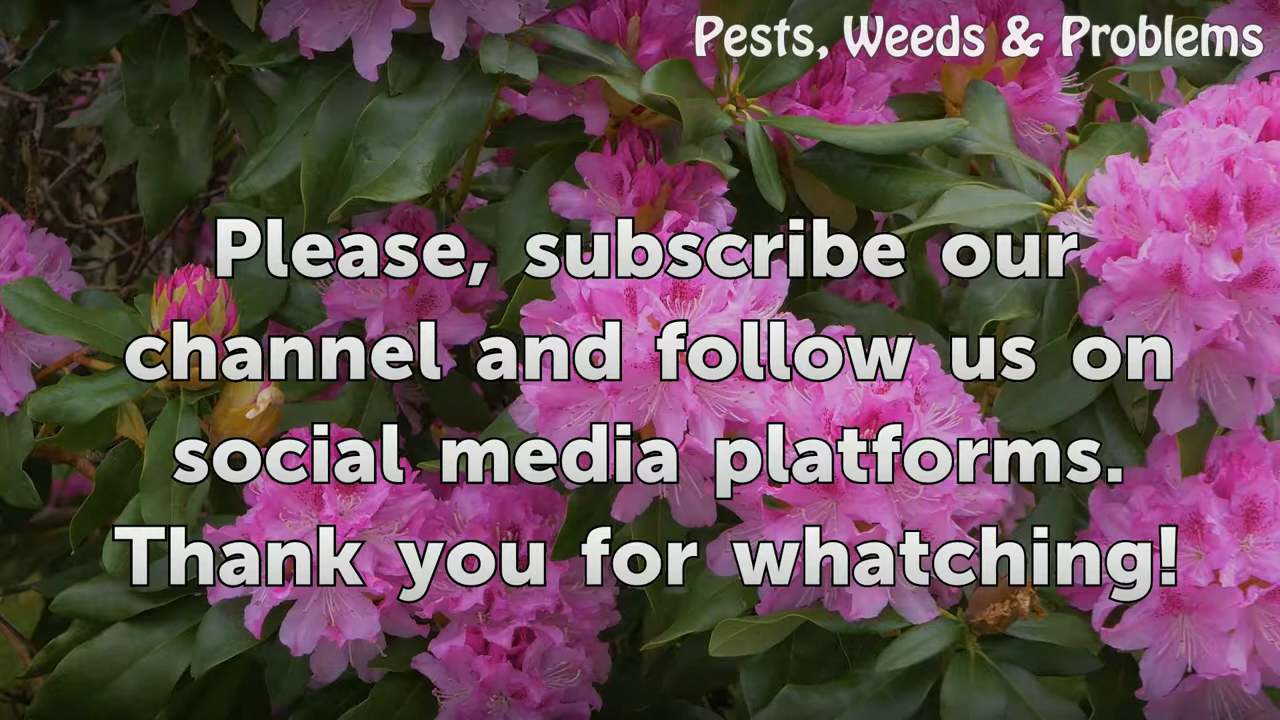 Pests, Weeds & Problems
Please, subscribe our
channel and follow us on
social media platforms.
Thank you for whatching!